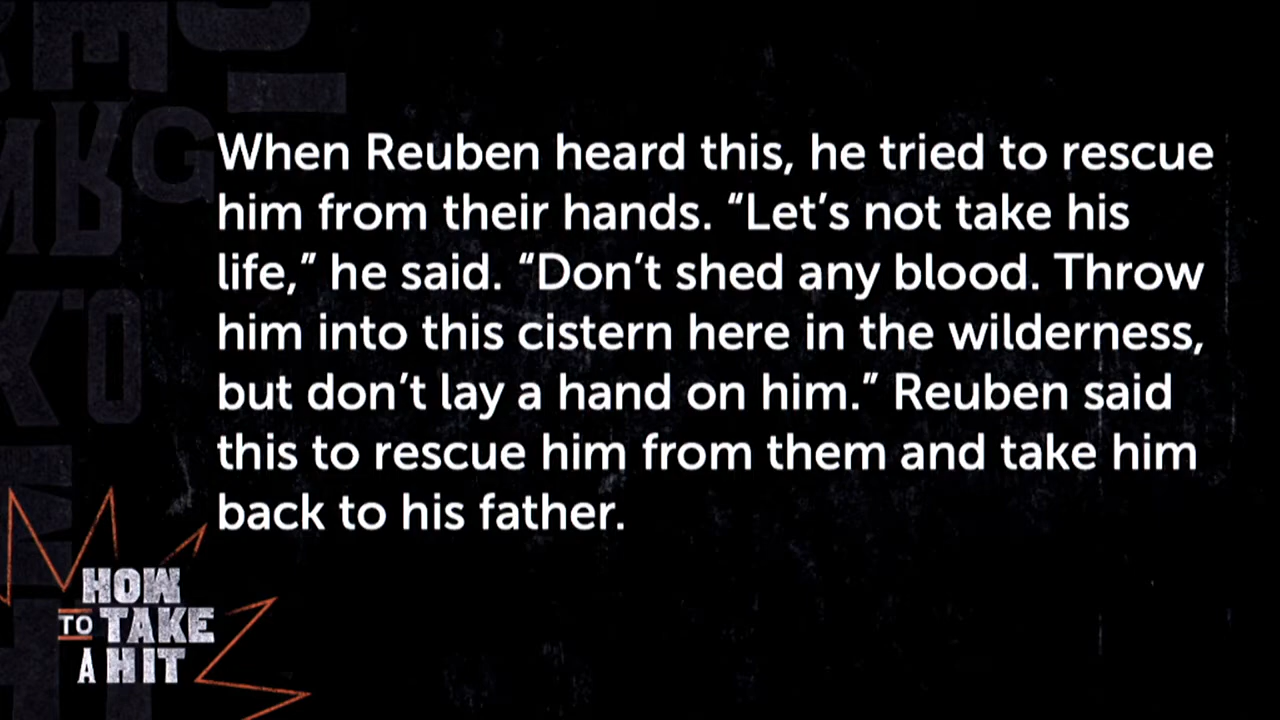 When Reuben heard this, he tried to rescue
him from their hands. “Let’s not take his
life,” he said. “Don’t shed any blood. Throw
him into this cistern here in the wilderness,
but don’t lay a hand on him.” Reuben said
this to rescue him from them and take him
back to his father.
HOW
TO TAKE
A HIT